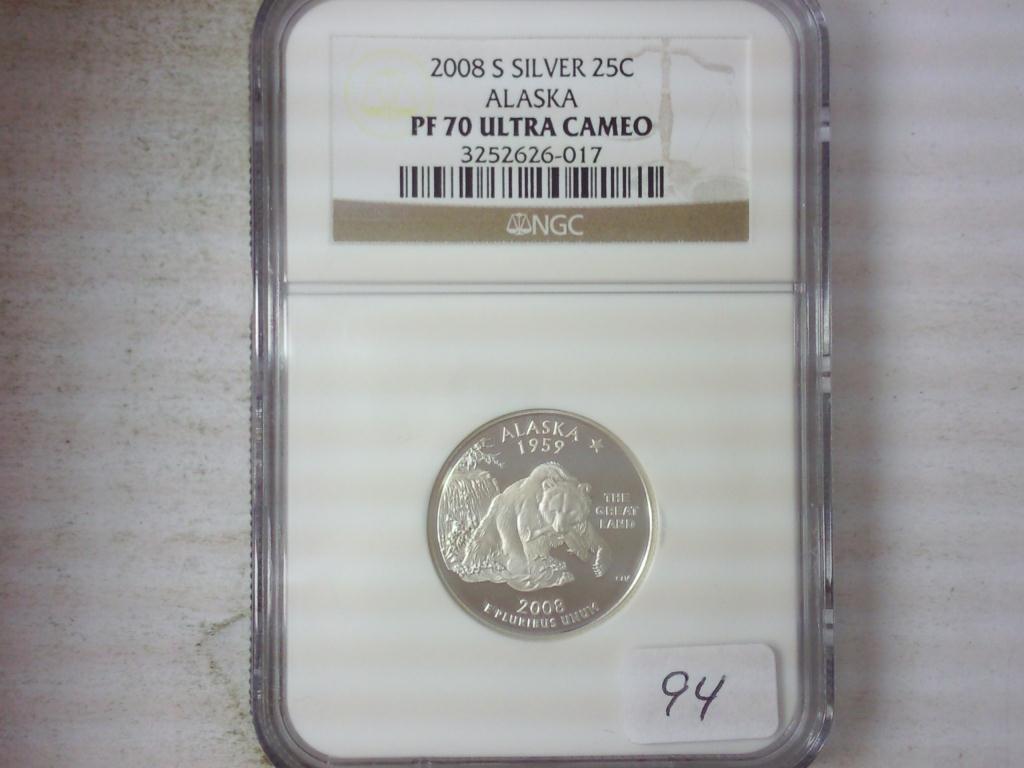 2008 S SILVER 25C
ALASKA
PF 70 ULTRA CAMEO
3252626-017
NGC
ALASKA
1959
THE
GREAT
LAND
2008
E PLURIBUS UNUM
94